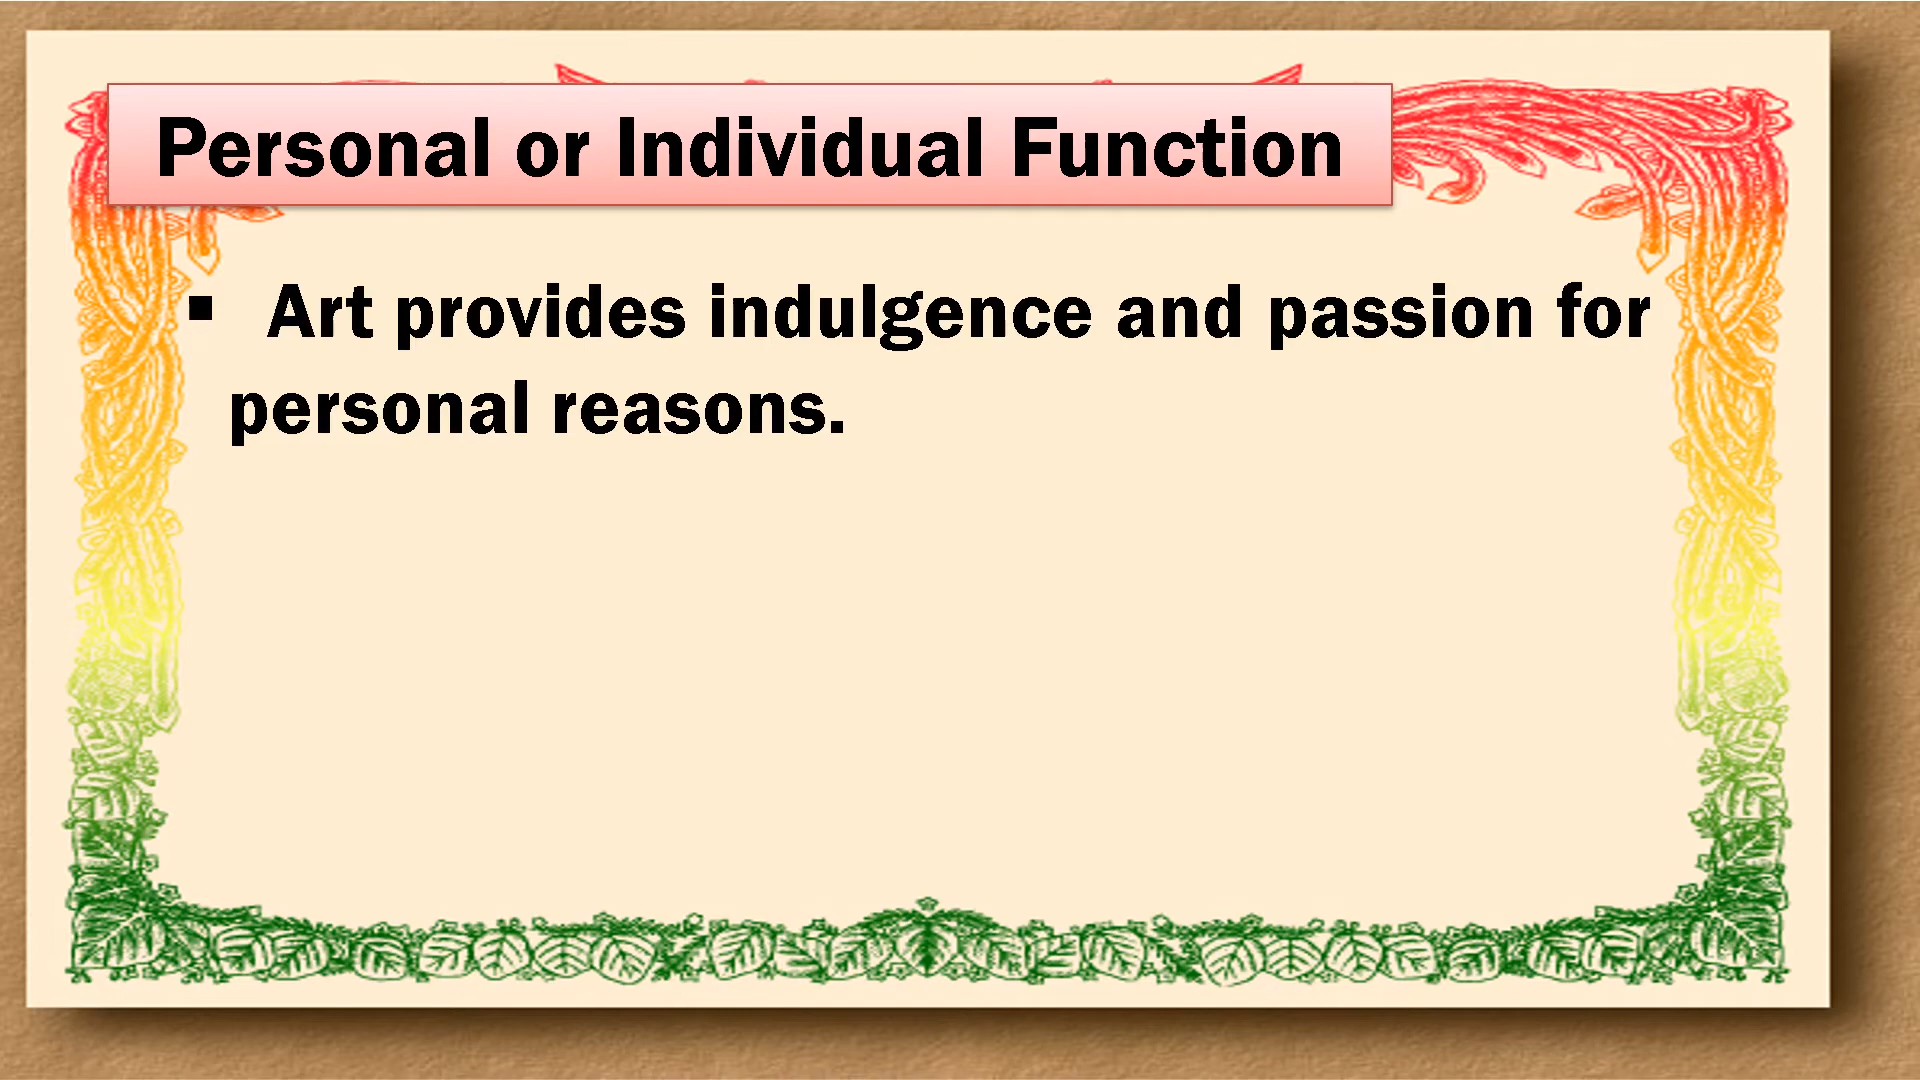 Personal or Individual Function
▪ Art provides indulgence and passion for
personal reasons.